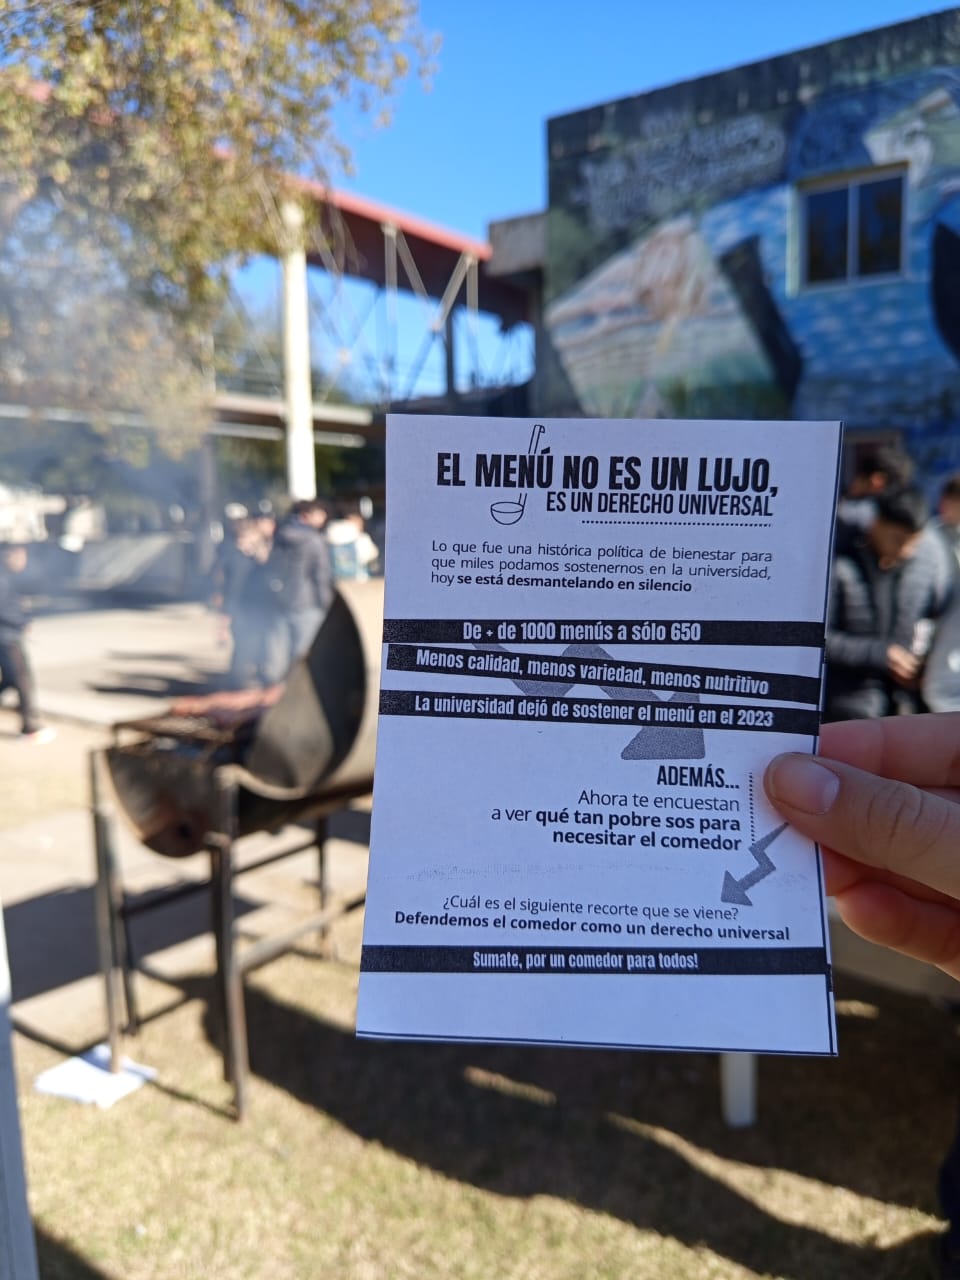 EL MENÚ NO ES UN LUJO,
ES UN DERECHO UNIVERSAL
Lo que fue una histórica política de bienestar para
que miles podamos sostenernos en la universidad,
hoy se está desmantelando en silencio
De + de 1000 menús a sólo 650
Menos calidad, menos variedad, menos nutritivo
La universidad dejó de sostener el menú en el 2023
ADEMÁS...
Ahora te encuestan
a ver qué tan pobre sos para
necesitar el comedor
¿Cuál es el siguiente recorte que se viene?
Defendemos el comedor como un derecho universal
Sumate, por un comedor para todos!